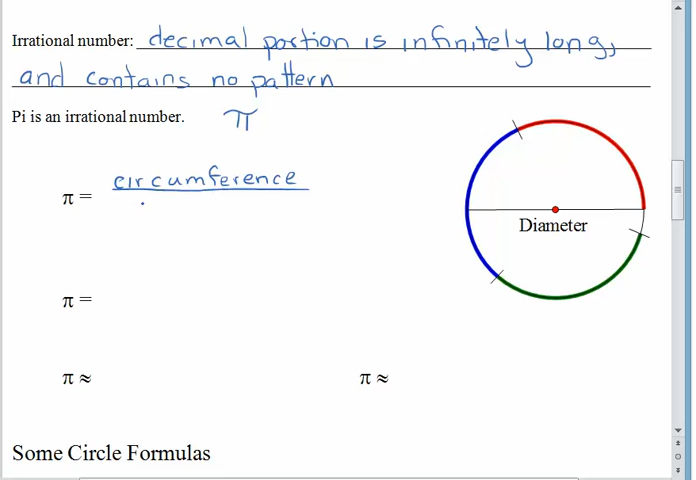 Irrational number: decimal portion is infinitely long,
and contains no pattern
Pi is an irrational number. π
π = circumference
Diameter
π =
π ≈ π ≈
Some Circle Formulas